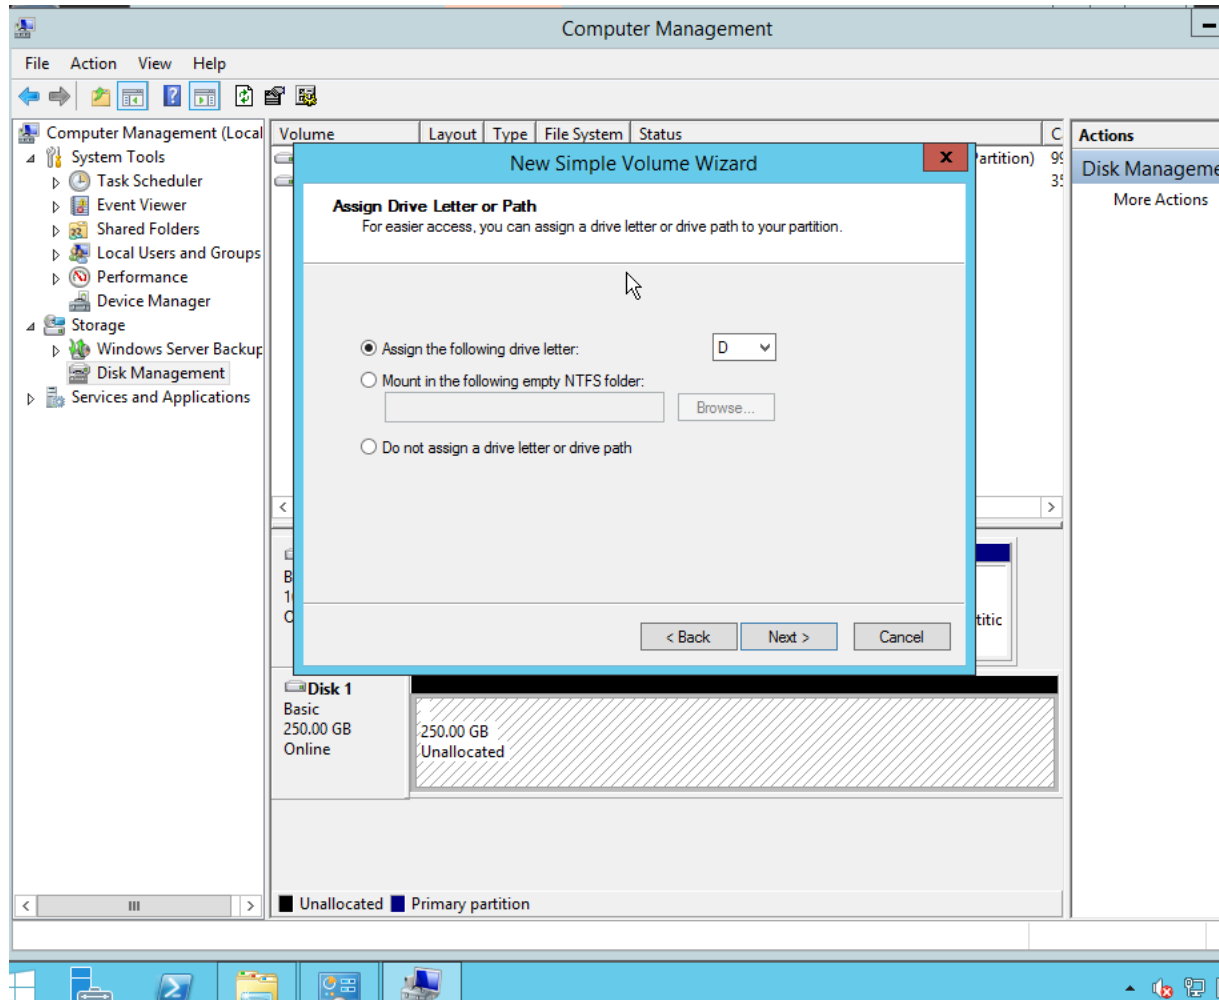 Computer Management
File Action View Help
Computer Management (Local
System Tools
Task Scheduler
Event Viewer
Shared Folders
Local Users and Groups
Performance
Device Manager
Storage
Windows Server Backup
Disk Management
Services and Applications
Volume Layout Type File System Status C
Partition) 99
35
New Simple Volume Wizard
x
Assign Drive Letter or Path
For easier access, you can assign a drive letter or drive path to your partition.
Assign the following drive letter: D
Mount in the following empty NTFS folder:
Browse...
Do not assign a drive letter or drive path
< Back Next > Cancel
titic
Disk 1
Basic
250.00 GB
Online
250.00 GB
Unallocated
Unallocated Primary partition
Actions
Disk Manageme
More Actions